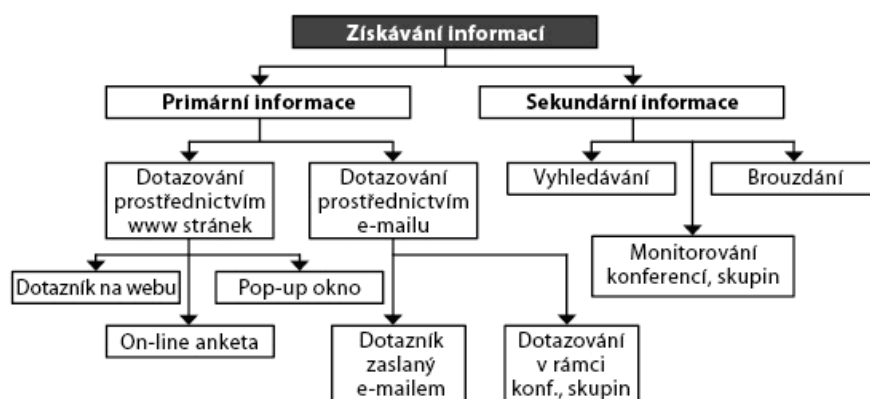 Získávání informací
Primární informace
Sekundární informace
Dotazování
prostřednictvím
www stránek
Dotazování
prostřednictvím
e-mailu
Vyhledávání
Brouzdání
Monitorování
konferencí, skupin
Dotazník na webu
Pop-up okno
On-line anketa
Dotazník
zaslaný
e-mailem
Dotazování
v rámci
konf., skupin